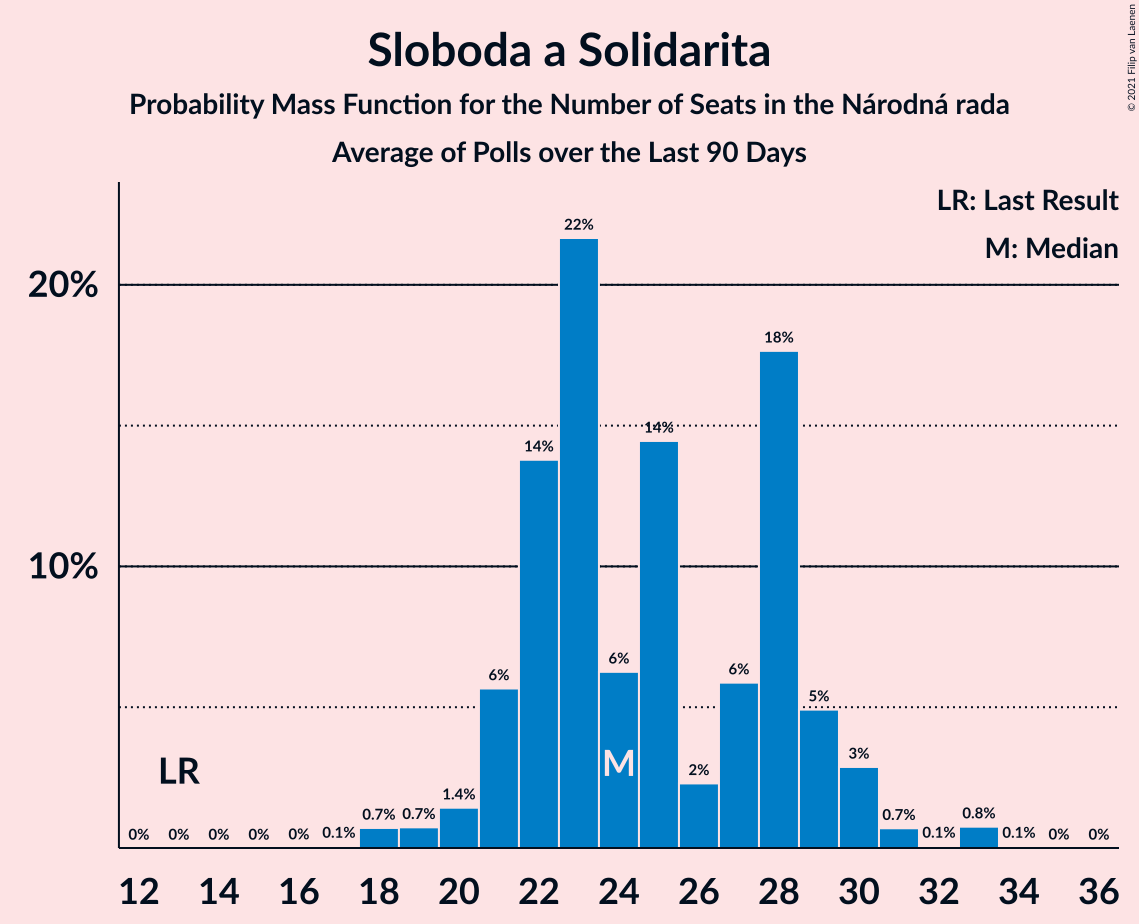 Sloboda a Solidarita
Probability Mass Function for the Number of Seats in the Národná rada
Average of Polls over the Last 90 Days
© 2021 Filip van Laenen
LR: Last Result
M: Median
20%
10%
0% 0% 0% 0% 0% 0.1% 0.7% 0.7% 1.4% 6% 14% 22% 6% 14% 2% 6% 18% 5% 3% 0.7% 0.1% 0.8% 0.1% 0% 0%
LR
M
12 14 16 18 20 22 24 26 28 30 32 34 36